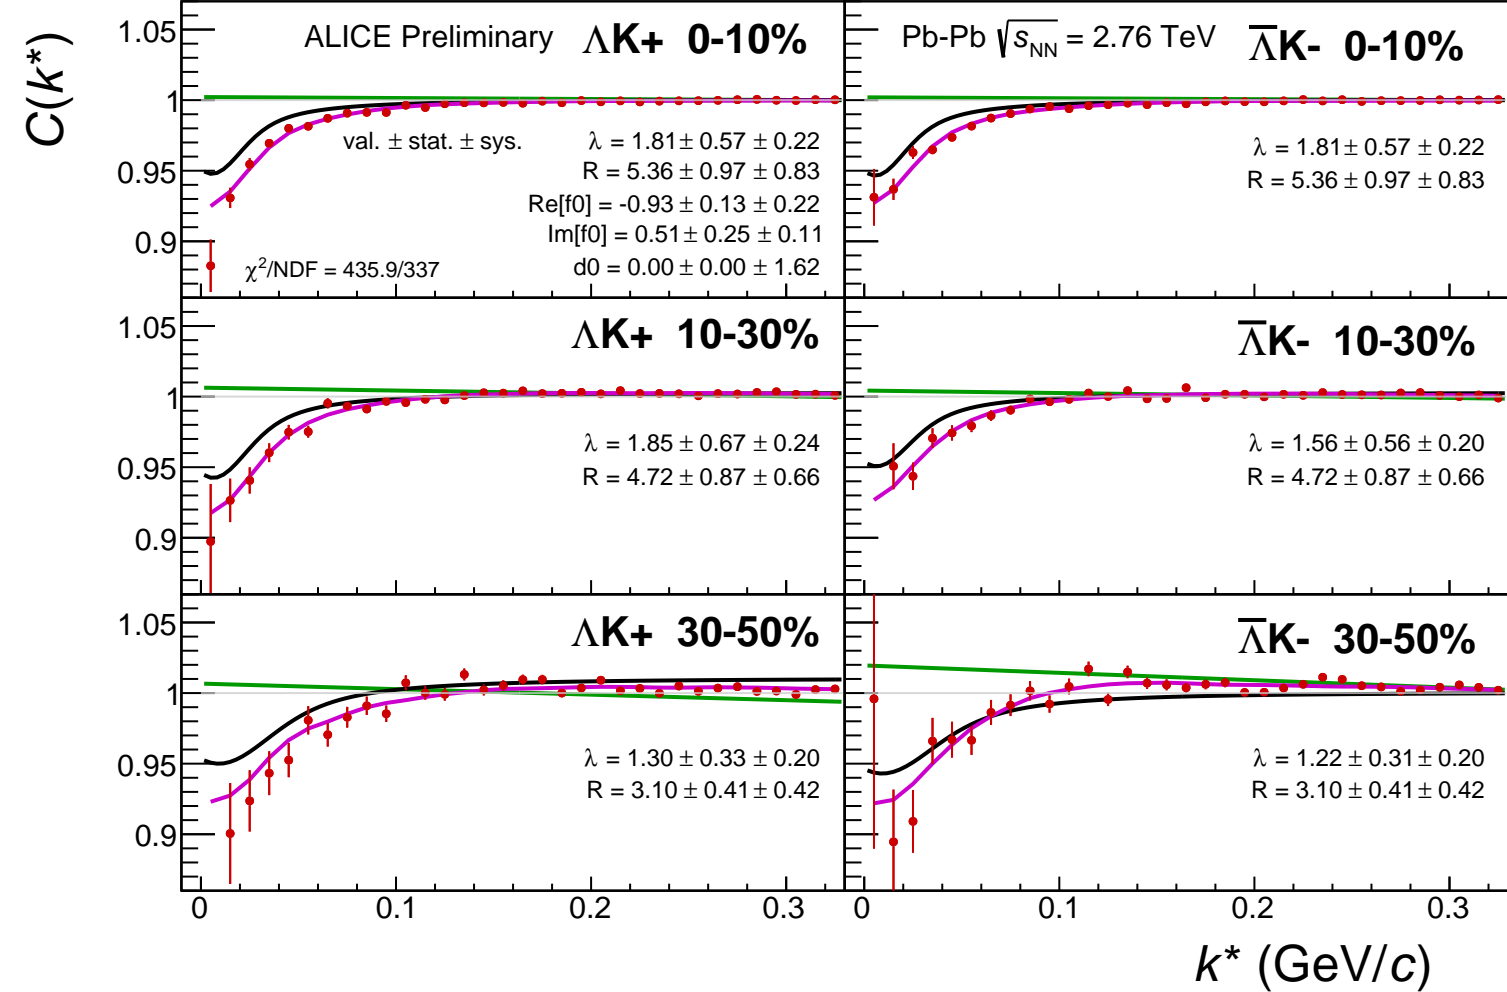 C(k*)
1.05
1
0.95
0.9
ALICE Preliminary ΛK+ 0-10%
val. ± stat. ± sys.
λ = 1.81 ± 0.57 ± 0.22
R = 5.36 ± 0.97 ± 0.83
Re[f0] = -0.93 ± 0.13 ± 0.22
Im[f0] = 0.51 ± 0.25 ± 0.11
d0 = 0.00 ± 0.00 ± 1.62
χ²/NDF = 435.9/337
Pb-Pb √sNN = 2.76 TeV Λ̅K- 0-10%
λ = 1.81 ± 0.57 ± 0.22
R = 5.36 ± 0.97 ± 0.83
1.05
1
0.95
0.9
ΛK+ 10-30%
λ = 1.85 ± 0.67 ± 0.24
R = 4.72 ± 0.87 ± 0.66
Λ̅K- 10-30%
λ = 1.56 ± 0.56 ± 0.20
R = 4.72 ± 0.87 ± 0.66
1.05
1
0.95
0.9
ΛK+ 30-50%
λ = 1.30 ± 0.33 ± 0.20
R = 3.10 ± 0.41 ± 0.42
Λ̅K- 30-50%
λ = 1.22 ± 0.31 ± 0.20
R = 3.10 ± 0.41 ± 0.42
0 0.1 0.2 0.3
0 0.1 0.2 0.3
k* (GeV/c)